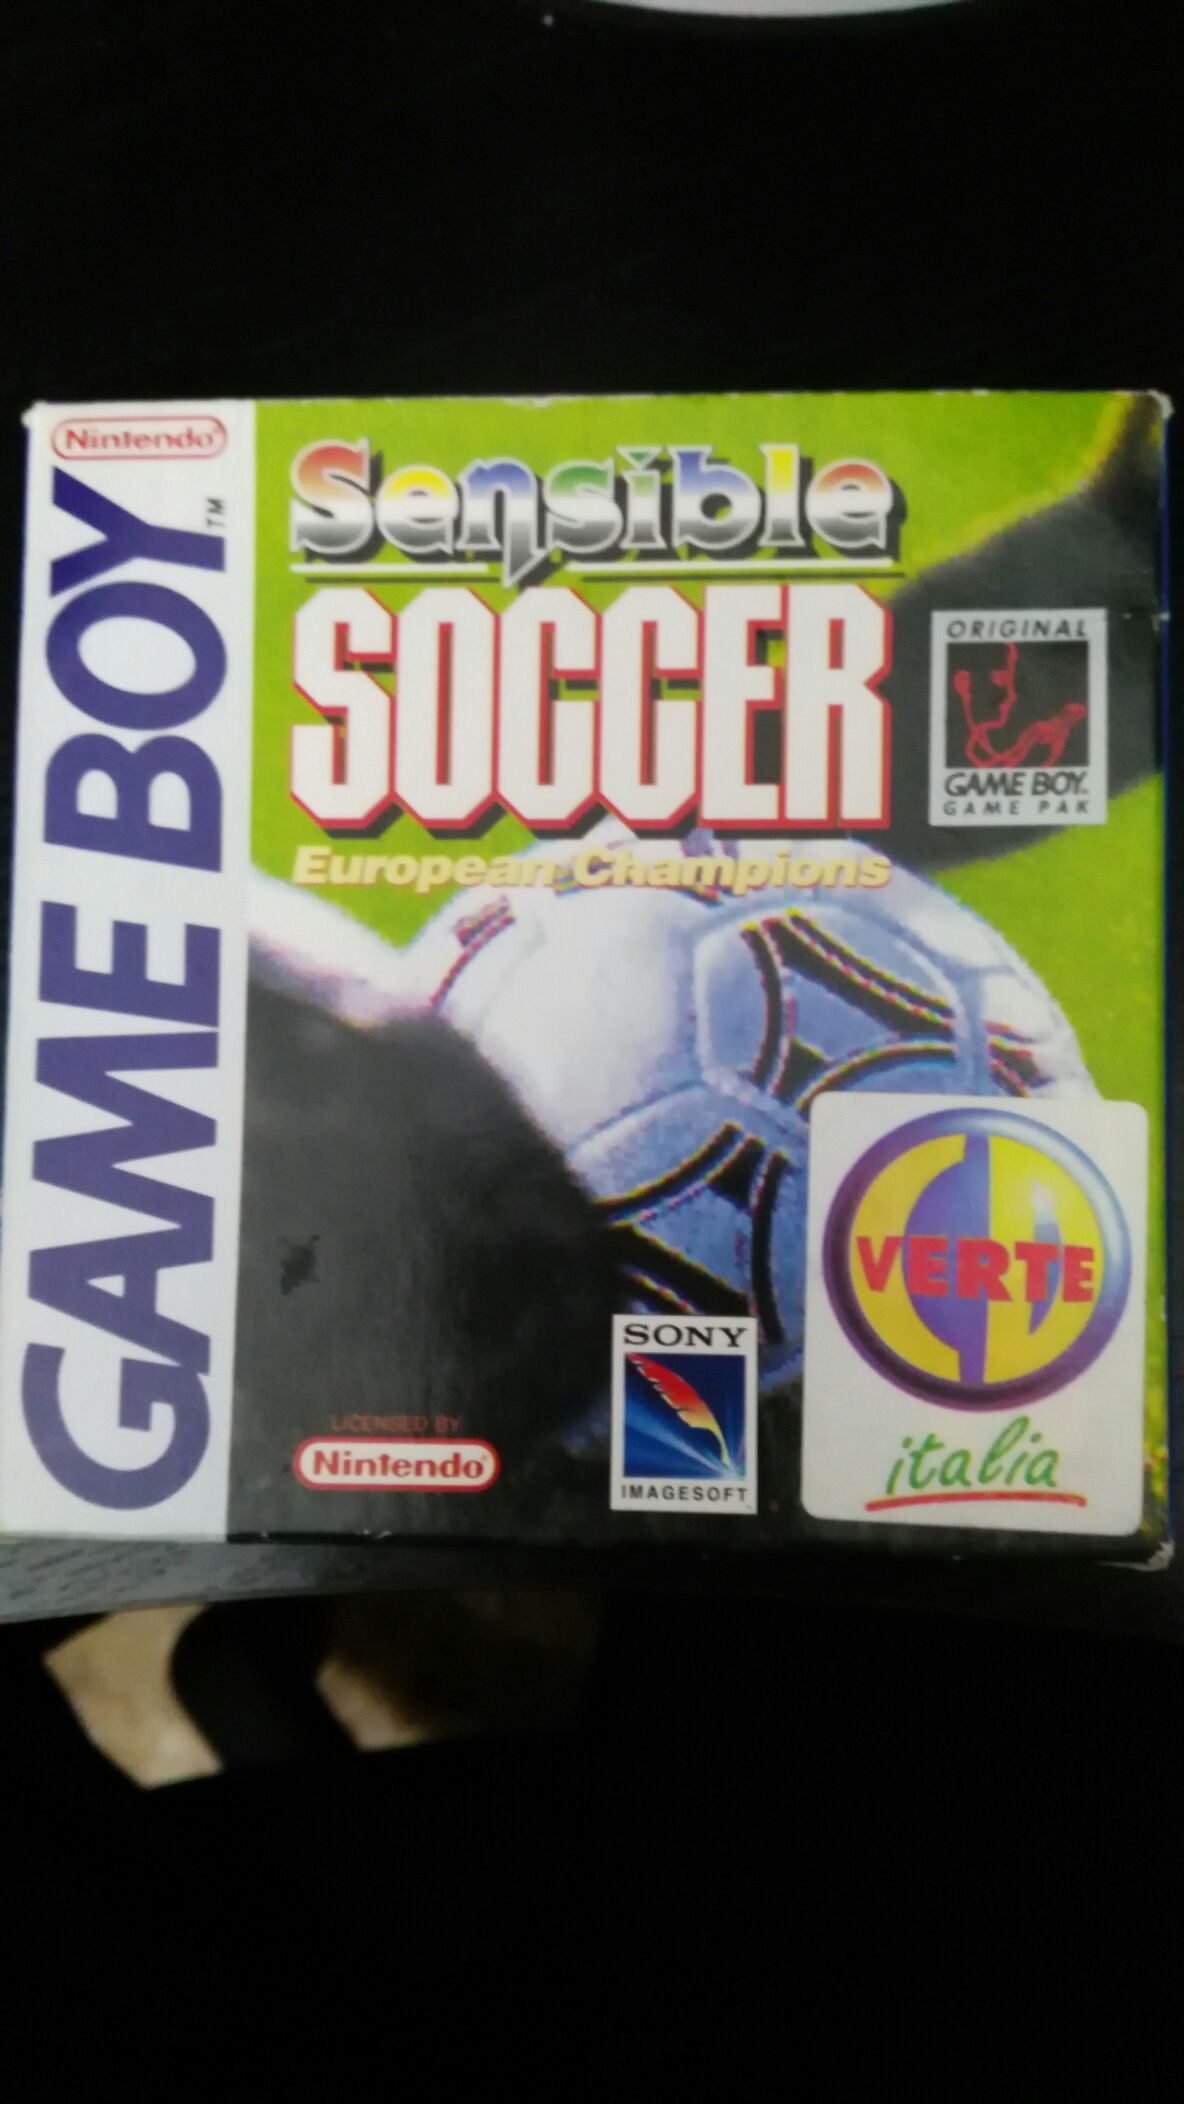 Nintendo®
GAME BOY™
Sensible
SOCCER
European Champions
ORIGINAL
GAME BOY.
GAME PAK
VERTE
italia
SONY
IMAGESOFT
LICENSED BY
Nintendo®